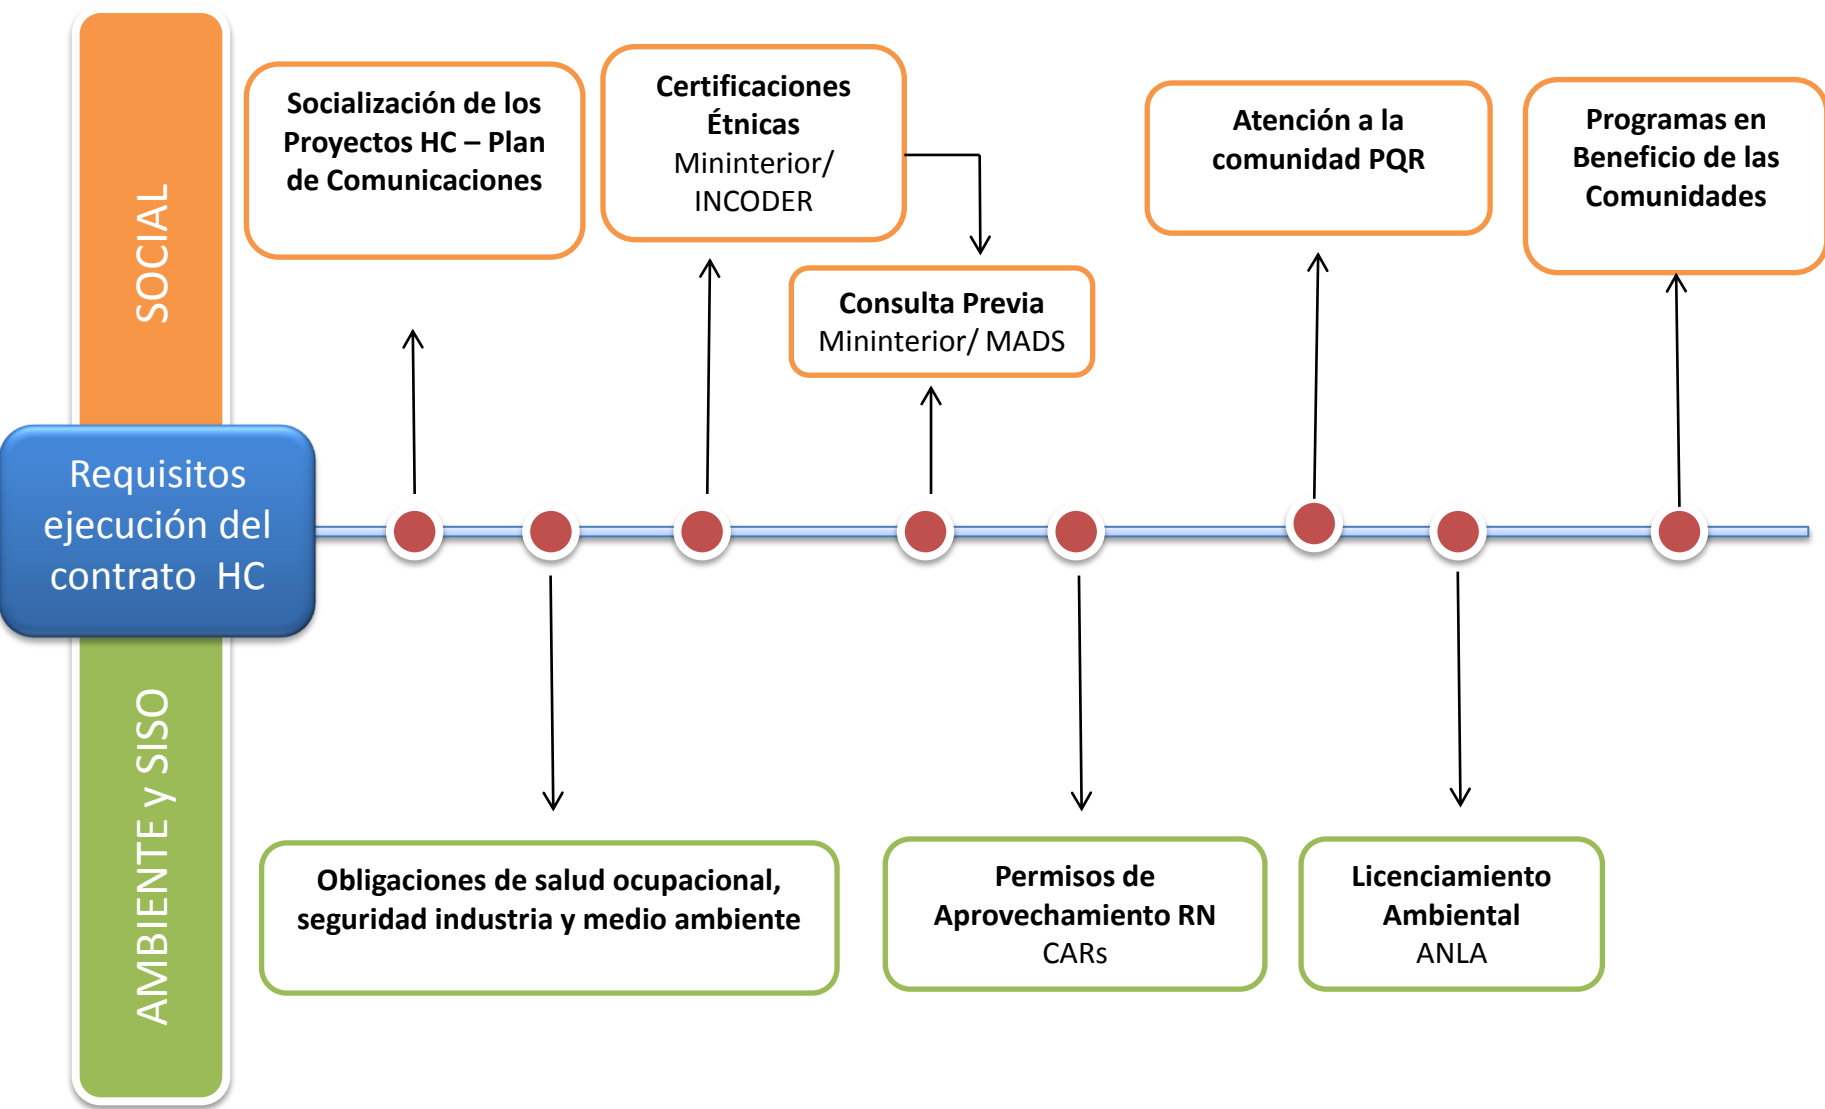 SOCIAL
Socialización de los
Proyectos HC – Plan
de Comunicaciones
Certificaciones
Étnicas
Mininterior/
INCODER
Consulta Previa
Mininterior/ MADS
Atención a la
comunidad PQR
Programas en
Beneficio de las
Comunidades
Requisitos
ejecución del
contrato HC
AMBIENTE y SISO
Obligaciones de salud ocupacional,
seguridad industria y medio ambiente
Permisos de
Aprovechamiento RN
CARs
Licenciamiento
Ambiental
ANLA